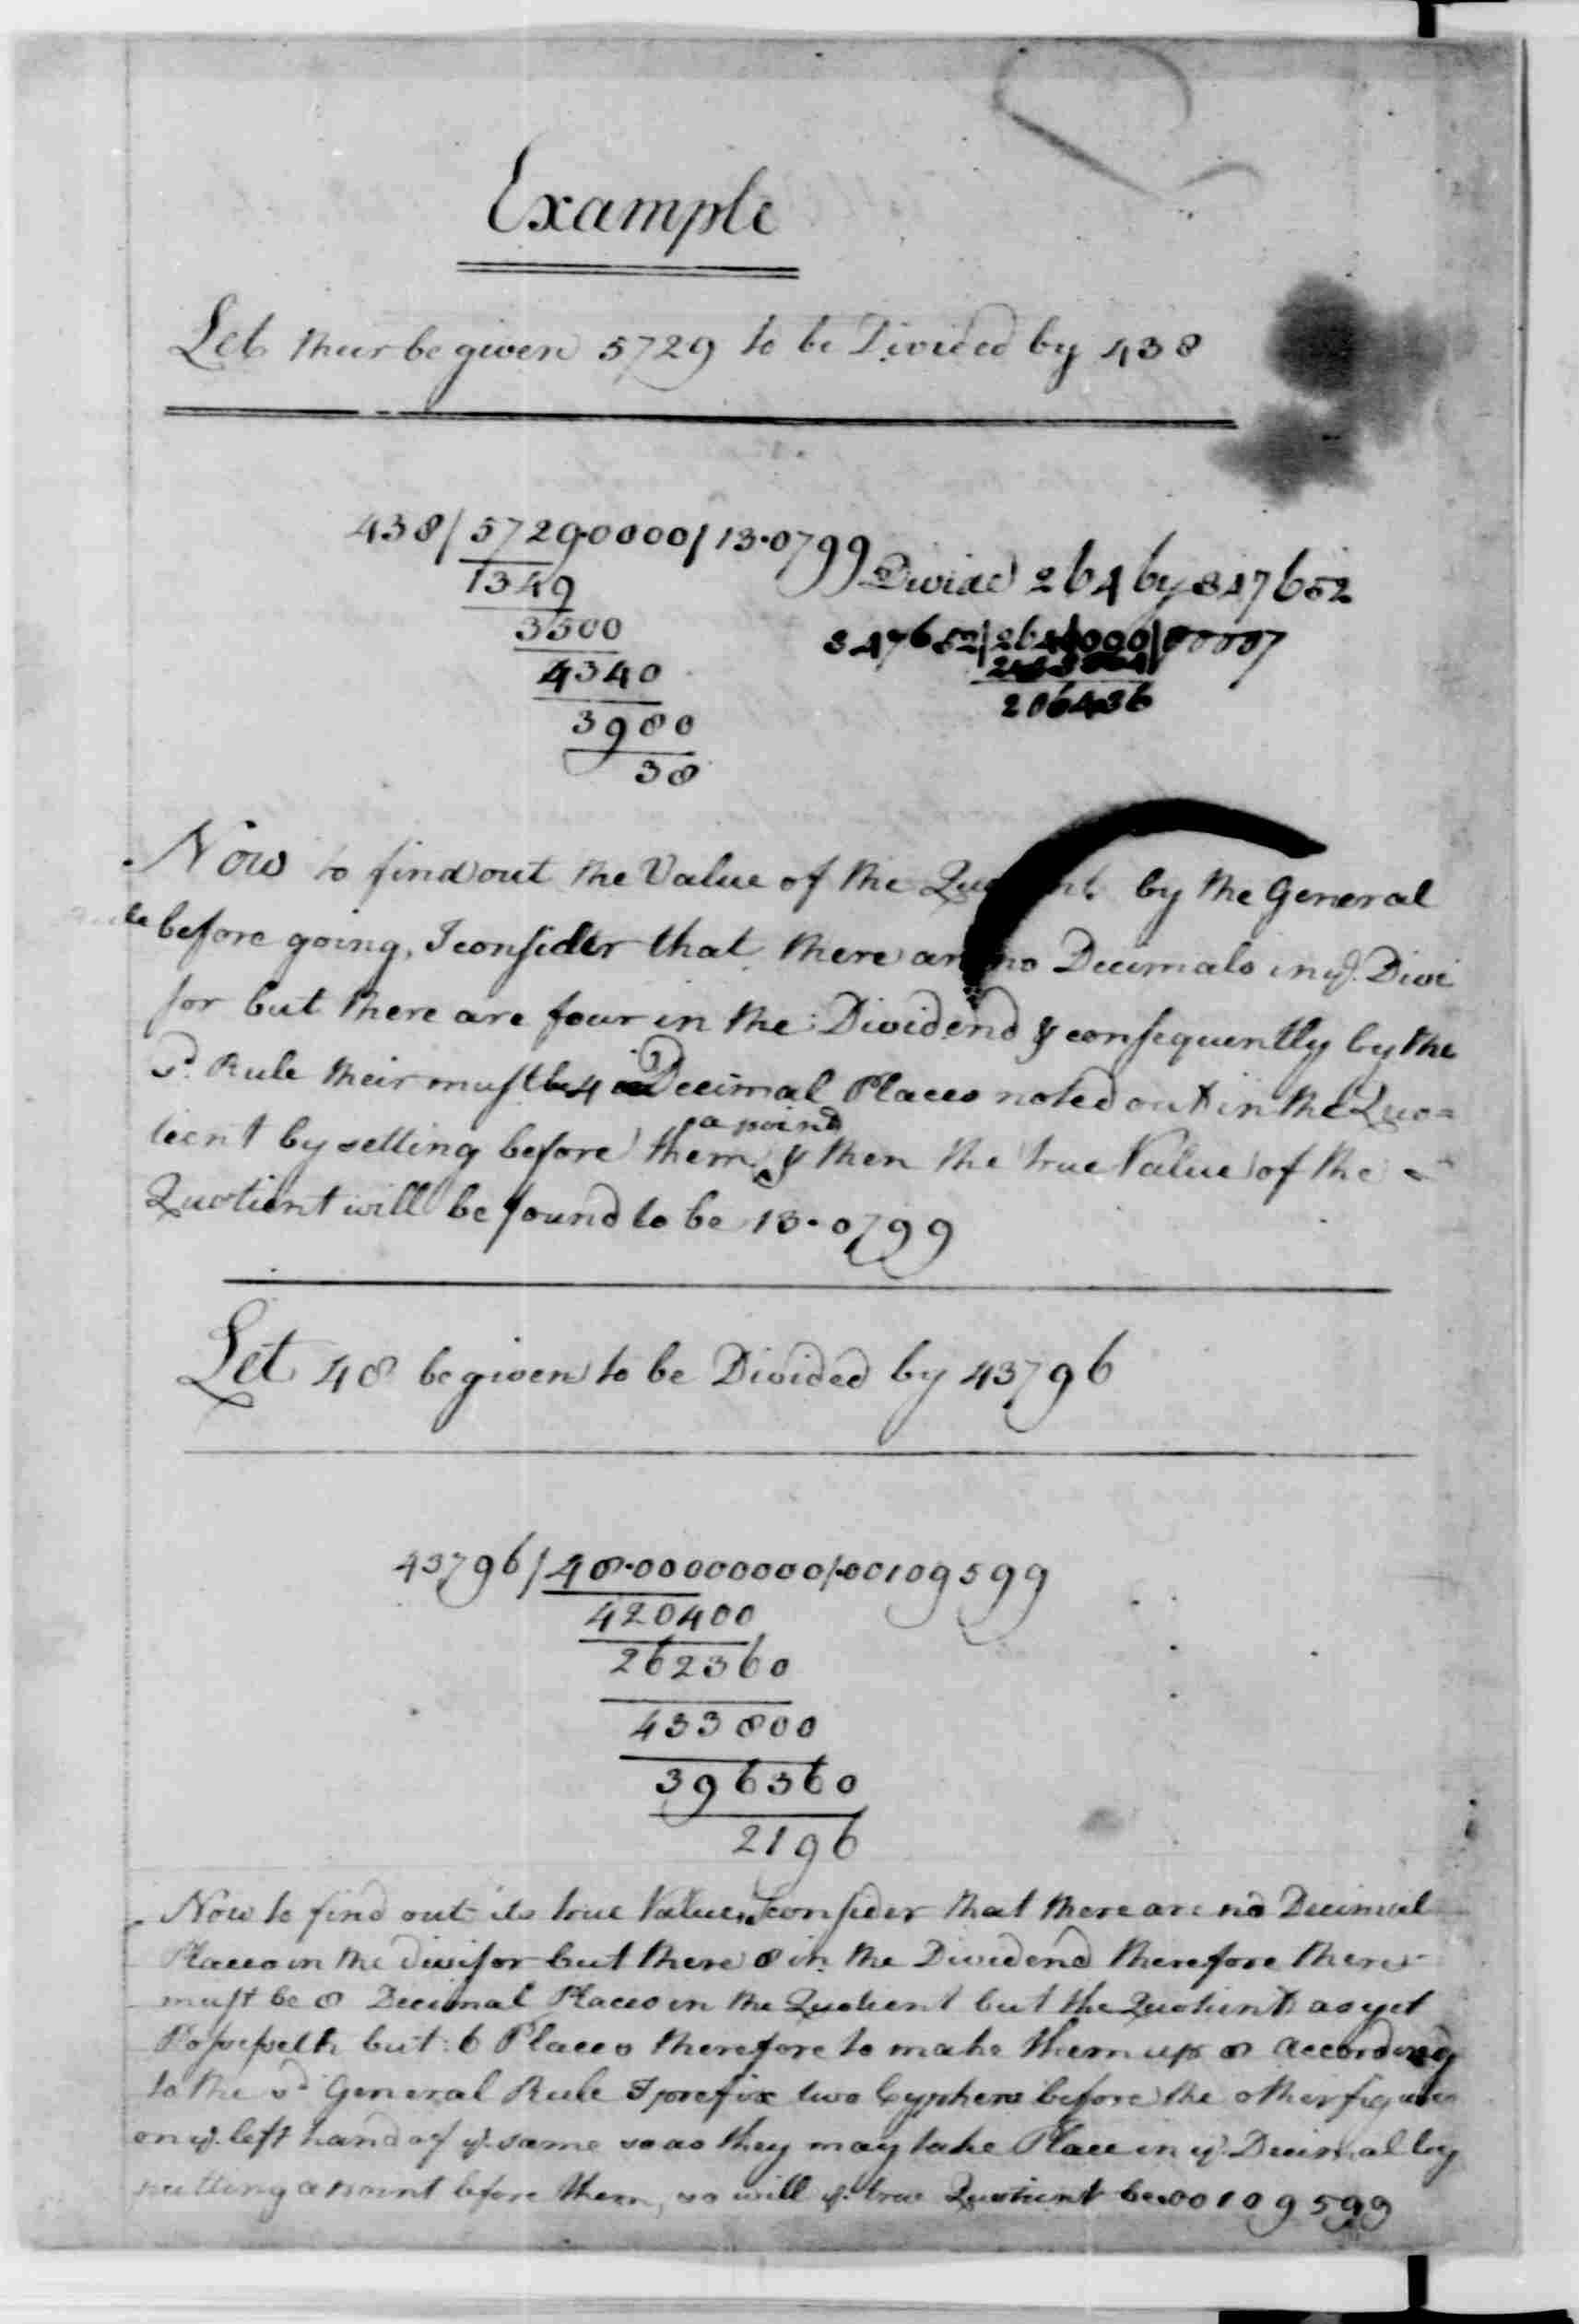 Example
Let their be given 5729 to be Divided by 438
438/5729.0000/13.0799
1349
3500
4340
3980
38
Divide 264 by 347652
347652/2640000/00007
206436
Now to find out the Value of the by the General
before going, I consider that there are no Decimals in ye. Divi
sor but there are four in the Dividend & consequently by the
sd. Rule their must be 4 Decimal Places noted out in the Quo=
tient by setting before them a point & then the true Value of the
Quotient will be found to be 13.0799
Let 48 be given to be Divided by 43796
43796/48.00000000/.00109599
420400
262360
433800
396360
2196
Now to find out its true Value, I consider that there are no Decimal
Places in the divisor but there 8 in the Dividend therefore there
must be 8 Decimal Places in the Quotient but the Quotient as yet
Possesseth but 6 Places therefore to make them up 8 according
to the sd General Rule I prefix two Cyphers before the other figures
on ye. left hand of ye. same so as they may take Place in ye. Decimal by
putting a point before them, so will ye. true Quotient be .00109599